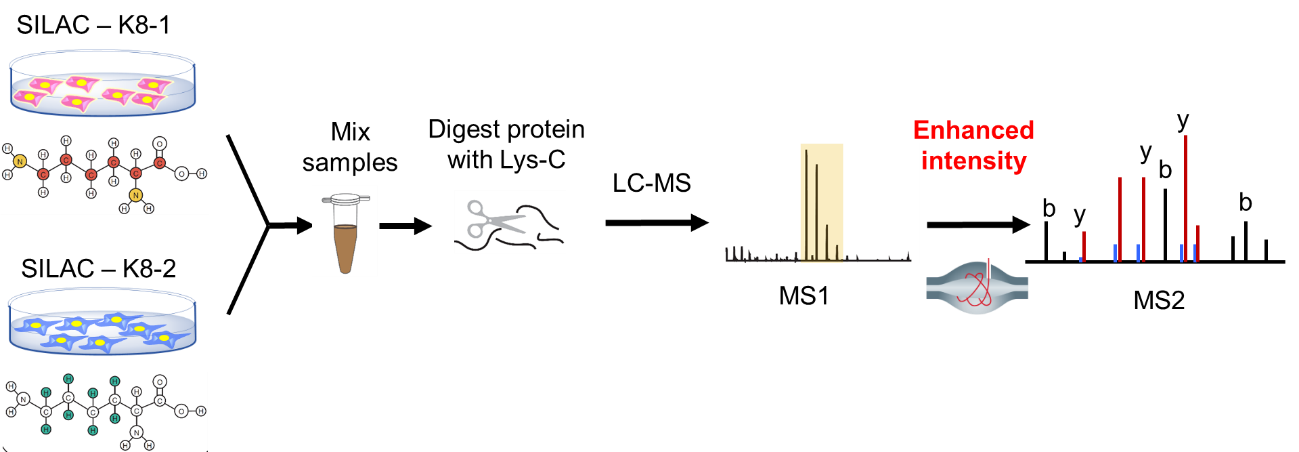 SILAC – K8-1
SILAC – K8-2
Mix
samples
Digest protein
with Lys-C
LC-MS
MS1
Enhanced
intensity
b
y
y
b
y
b
MS2
H
H
N
H
H
C
H
C
H
H
C
H
H
C
H
H
C
N
H
H
C
O
O
H
H
H
N
H
C
H
H
C
H
H
C
H
H
C
H
H
C
N
H
H
C
O
O
H